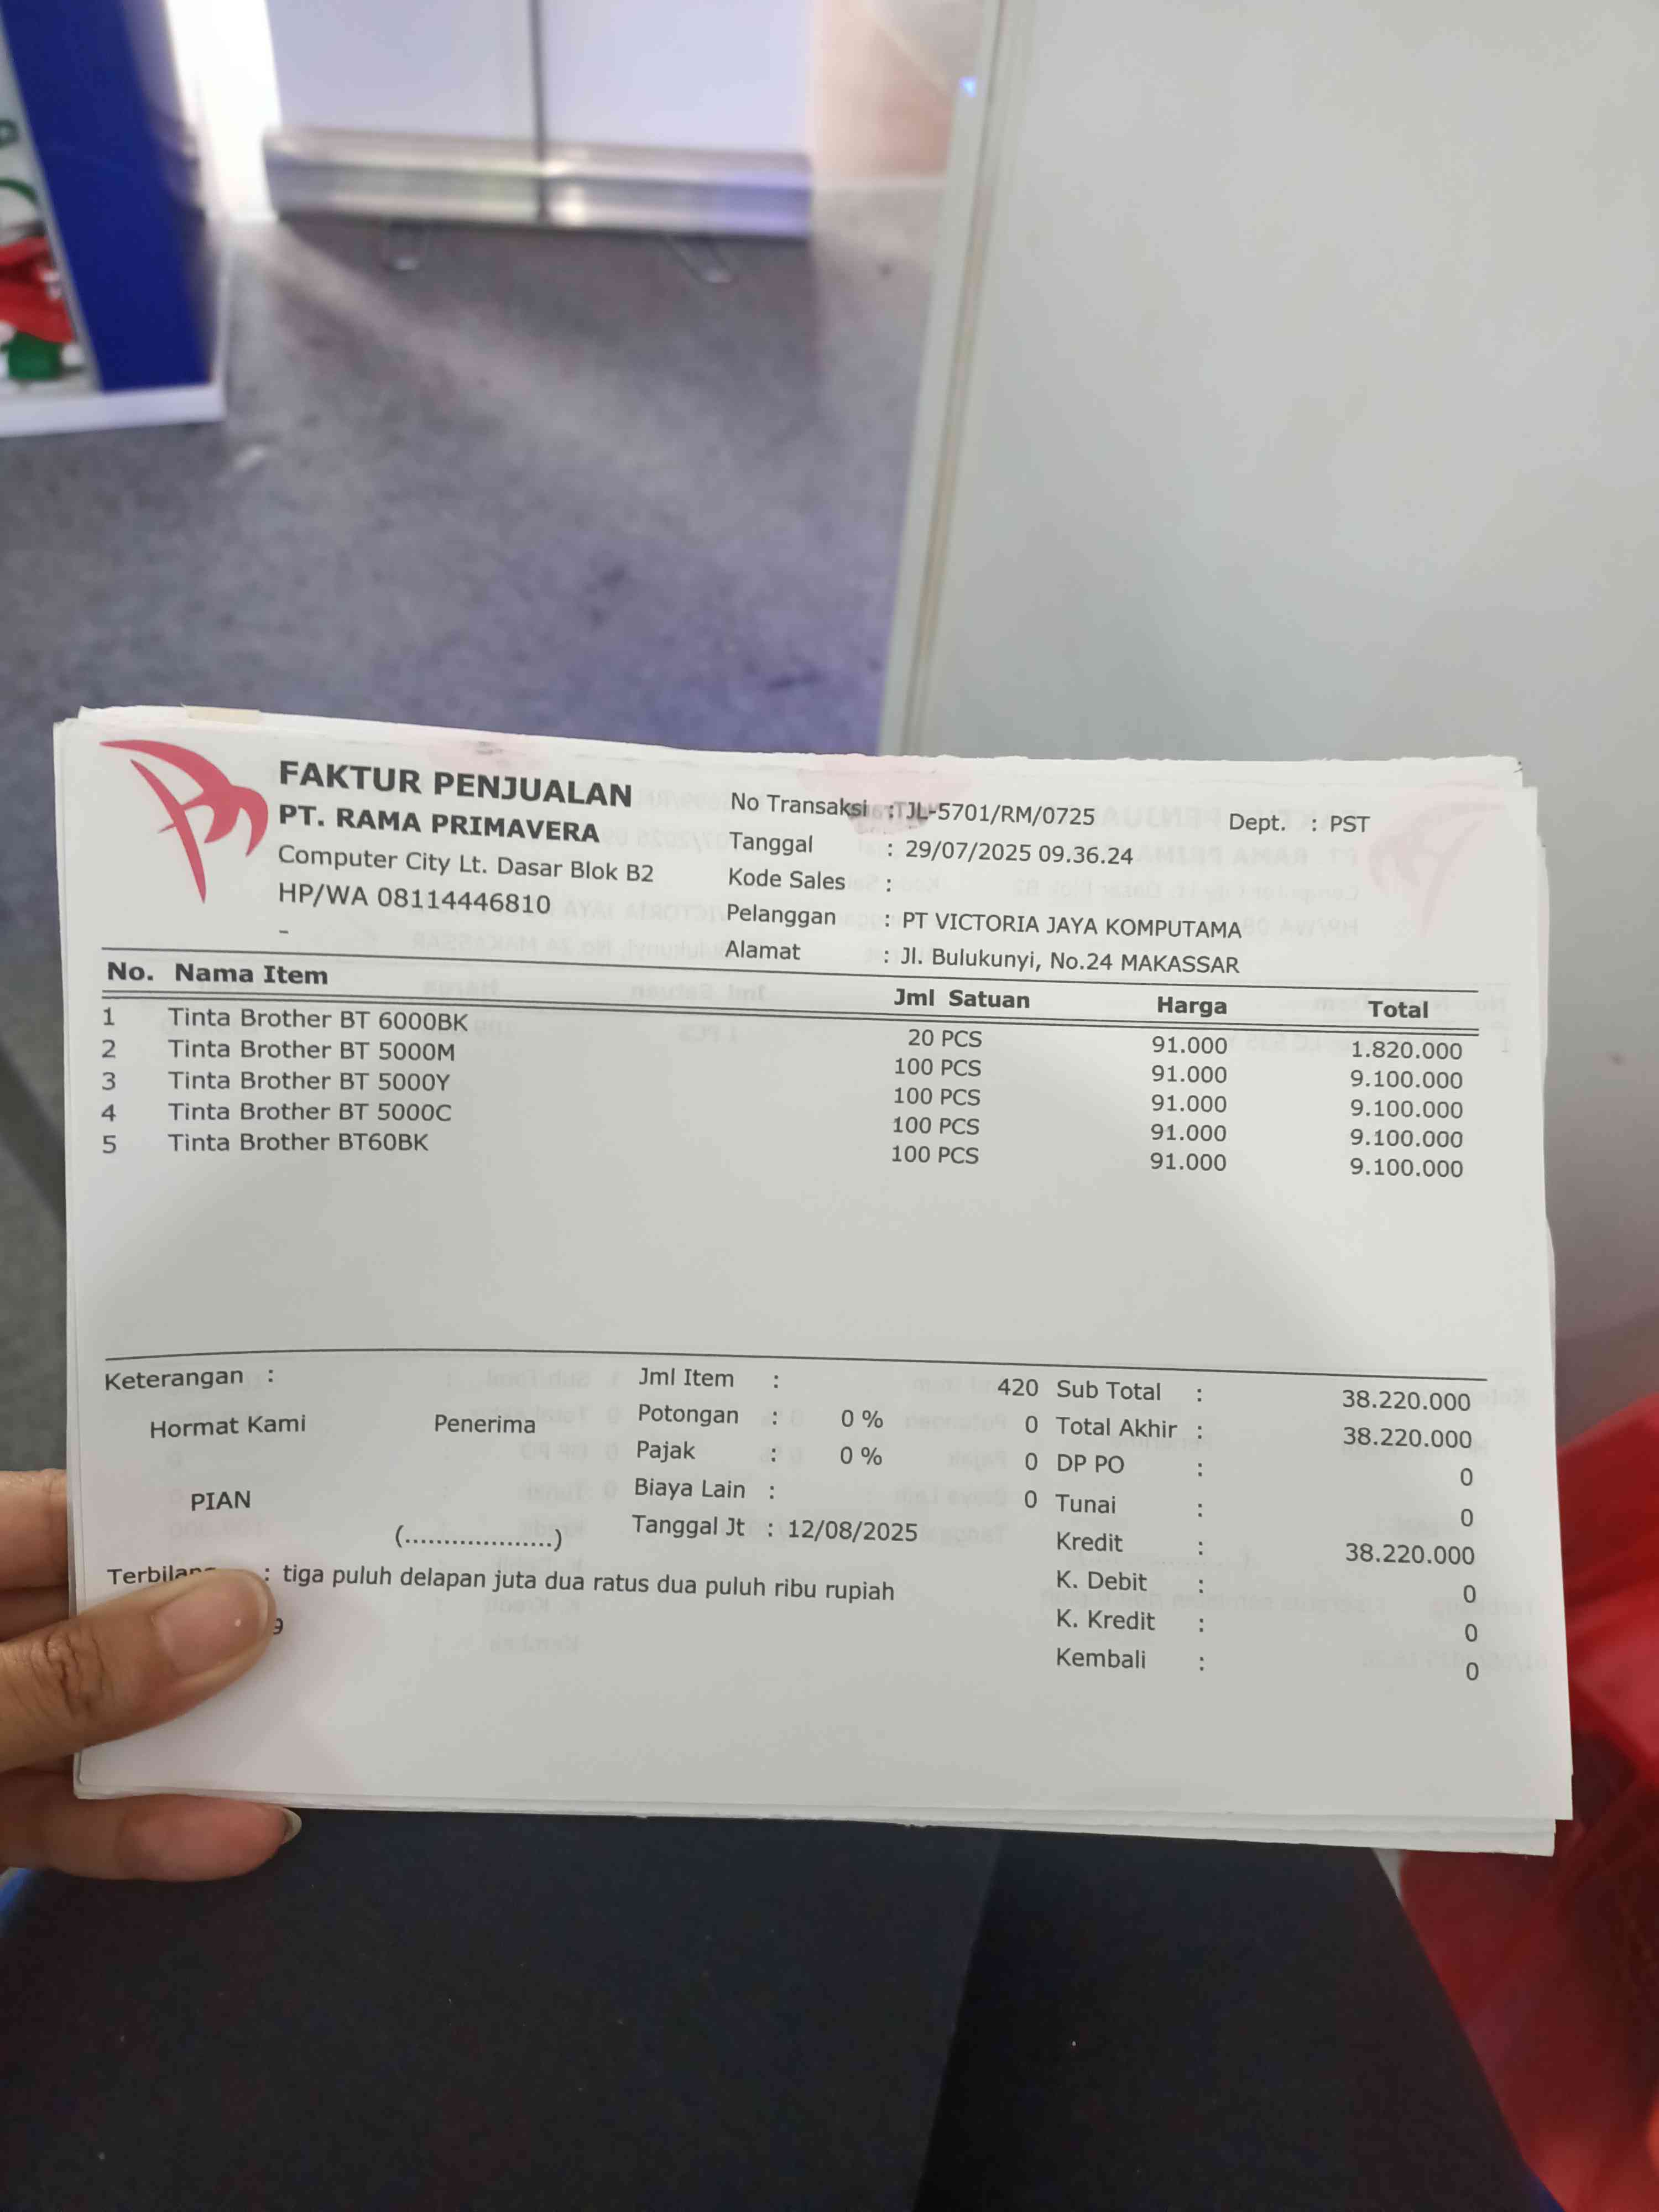 FAKTUR PENJUALAN
PT. RAMA PRIMAVERA
Computer City Lt. Dasar Blok B2
HP/WA 08114446810
-
No Transaksi : TJL-5701/RM/0725 Dept. : PST
Tanggal : 29/07/2025 09.36.24
Kode Sales :
Pelanggan : PT VICTORIA JAYA KOMPUTAMA
Alamat : Jl. Bulukunyi, No.24 MAKASSAR
No. Nama Item Jml Satuan Harga Total
1 Tinta Brother BT 6000BK 20 PCS 91.000 1.820.000
2 Tinta Brother BT 5000M 100 PCS 91.000 9.100.000
3 Tinta Brother BT 5000Y 100 PCS 91.000 9.100.000
4 Tinta Brother BT 5000C 100 PCS 91.000 9.100.000
5 Tinta Brother BT60BK 100 PCS 91.000 9.100.000
Keterangan :
Hormat Kami Penerima
PIAN
(....................)
Jml Item : 420
Potongan : 0 % 0
Pajak : 0 % 0
Biaya Lain : 0
Tanggal Jt : 12/08/2025
Sub Total : 38.220.000
Total Akhir : 38.220.000
DP PO : 0
Tunai : 0
Kredit : 38.220.000
K. Debit : 0
K. Kredit : 0
Kembali : 0
: tiga puluh delapan juta dua ratus dua puluh ribu rupiah